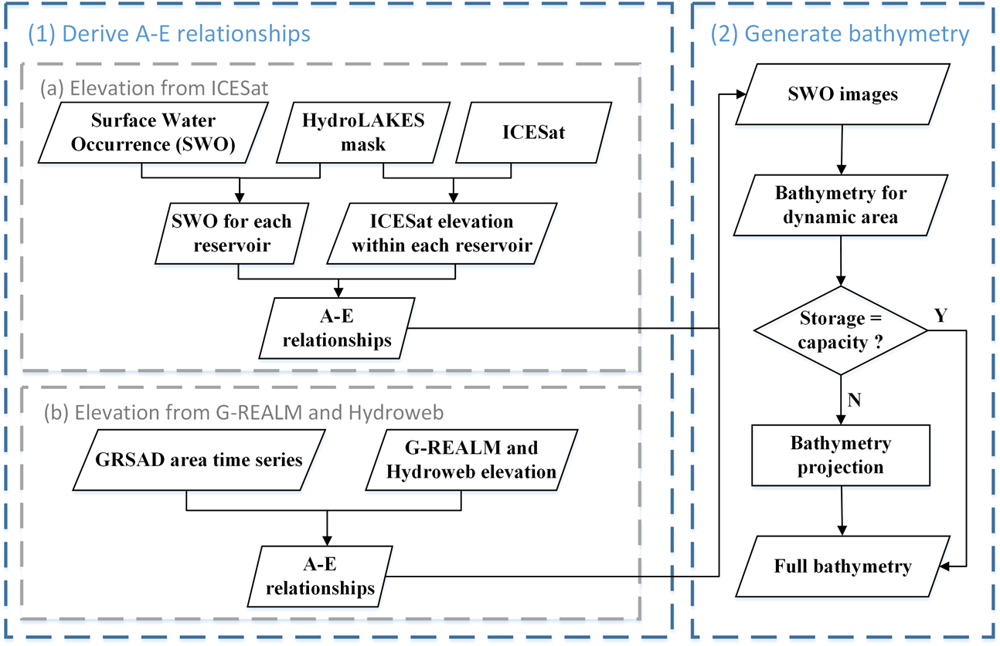 (1) Derive A-E relationships
(a) Elevation from ICESat
Surface Water
Occurrence (SWO)
HydroLAKES
mask
ICESat
SWO for each
reservoir
ICESat elevation
within each reservoir
A-E
relationships
(b) Elevation from G-REALM and Hydroweb
GRSAD area time series
G-REALM and
Hydroweb elevation
A-E
relationships
(2) Generate bathymetry
SWO images
Bathymetry for
dynamic area
Storage =
capacity ?
Y
N
Bathymetry
projection
Full bathymetry